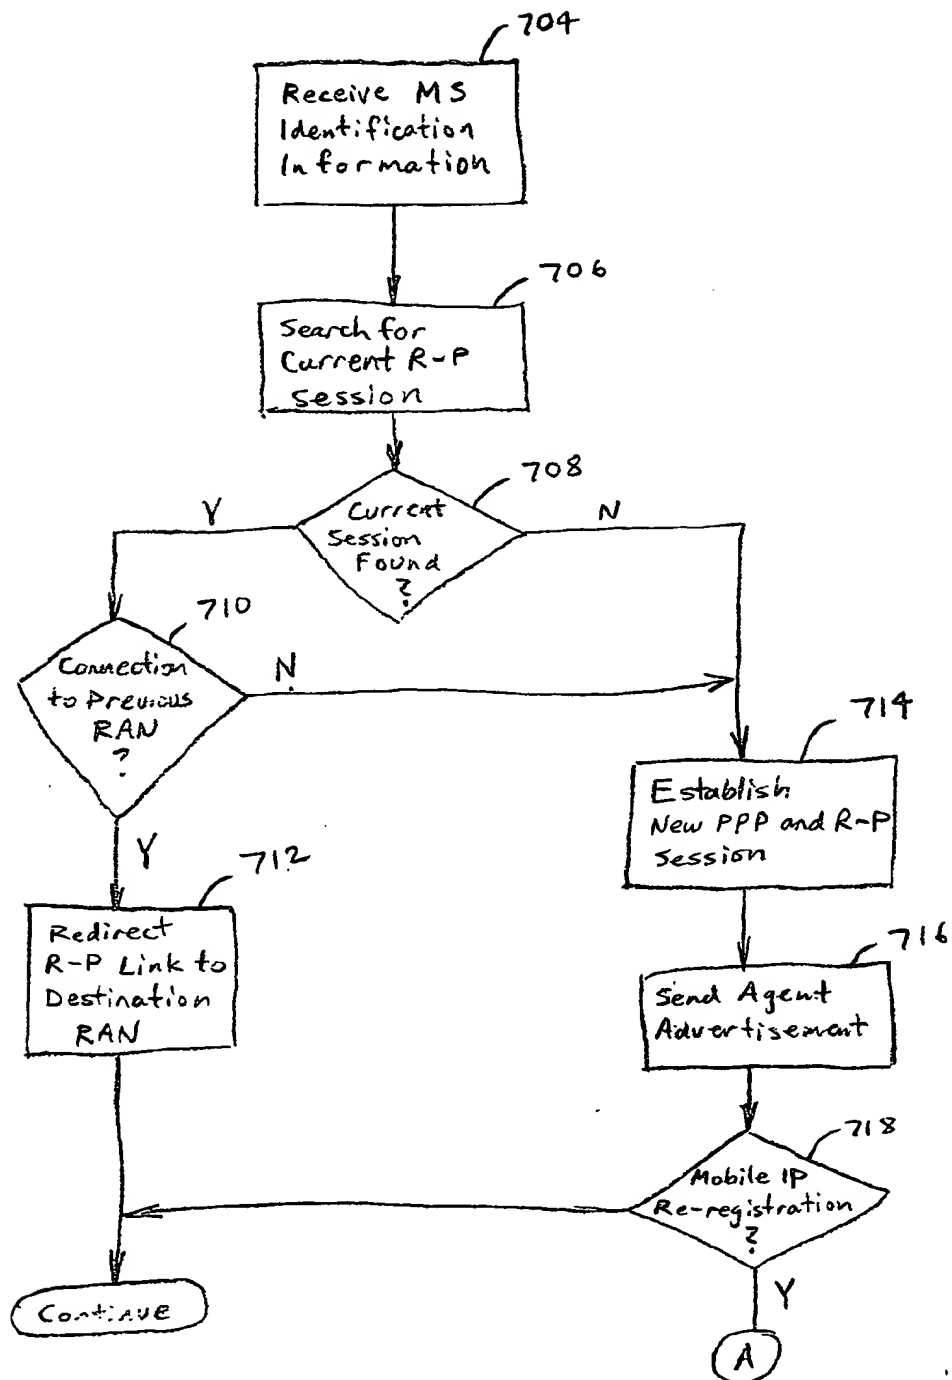 704
Receive MS
Identification
Information
706
Search for
Current R-P
Session
708
Current
Session
Found
?
Y
N
710
Connection
to Previous
RAN
?
N
Y
714
Establish
New PPP and R-P
Session
712
Redirect
R-P Link to
Destination
RAN
716
Send Agent
Advertisement
718
Mobile IP
Re-registration
?
Y
Continue
A